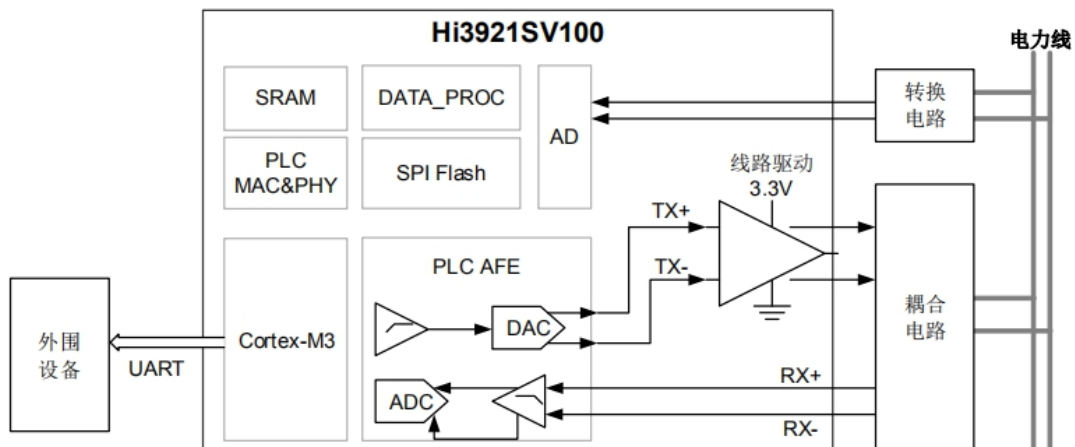 Hi3921SV100
电力线
SRAM
DATA_PROC
AD
转换
电路
PLC
MAC&PHY
SPI Flash
线路驱动
3.3V
TX+
TX-
PLC AFE
DAC
耦合
电路
外围
设备
UART
Cortex-M3
ADC
RX+
RX-